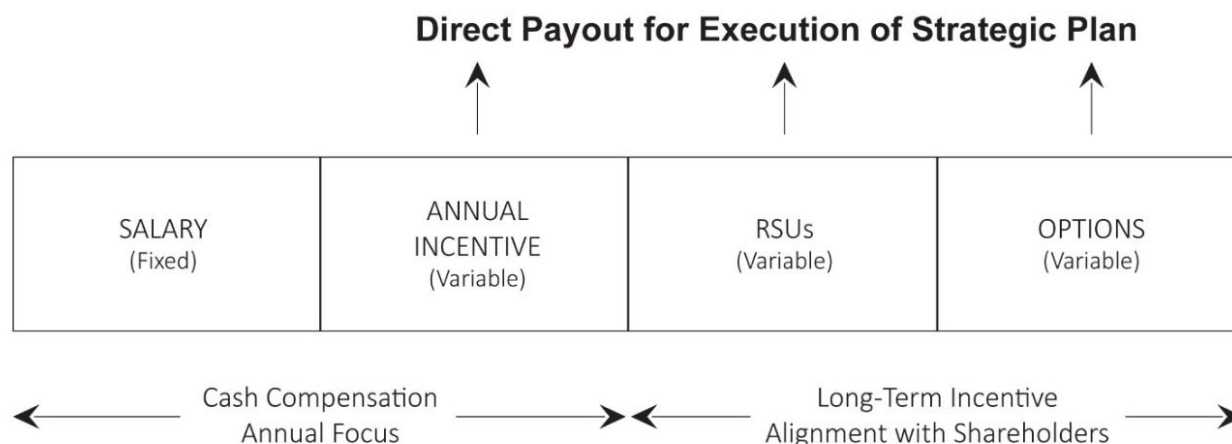 Direct Payout for Execution of Strategic Plan
SALARY
(Fixed)
ANNUAL
INCENTIVE
(Variable)
RSUs
(Variable)
OPTIONS
(Variable)
Cash Compensation
Annual Focus
Long-Term Incentive
Alignment with Shareholders